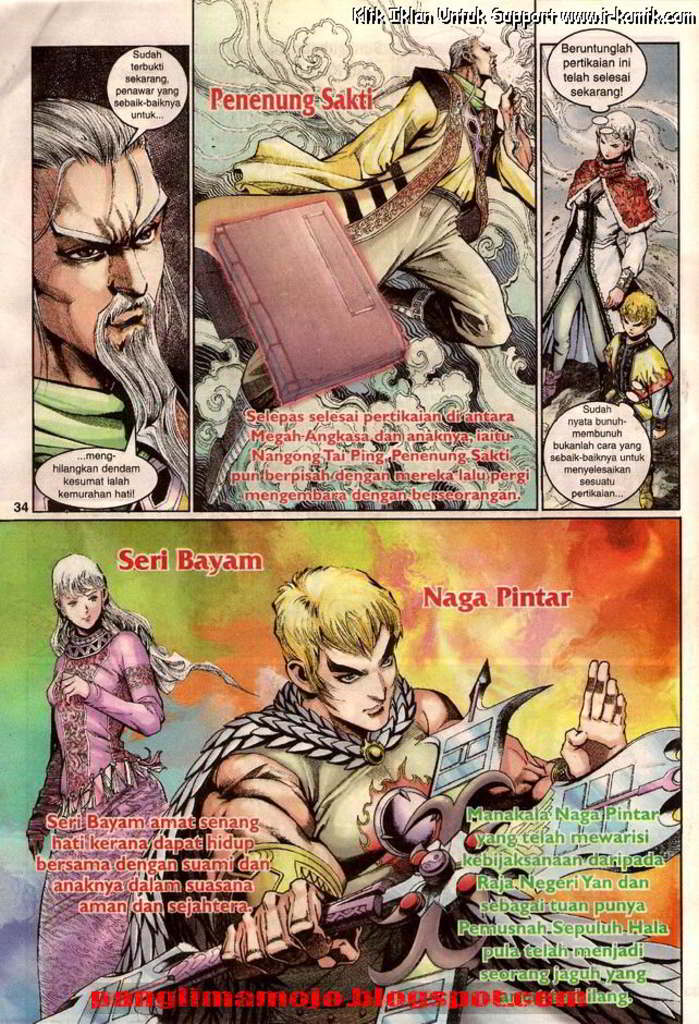 Klik Iklan Untuk Support www.ir-komik.com
Sudah
terbukti
sekarang,
penawar yang
sebaik-baiknya
untuk...
...meng-
hilangkan dendam
kesumat ialah
kemurahan hati!
34
Penenung Sakti
Selepas selesai pertikaian di antara
Megah Angkasa dan anaknya, iaitu
Nangong Tai Ping, Penenung Sakti
pun berpisah dengan mereka lalu pergi
mengembara dengan berseorangan.
Beruntunglah
pertikaian ini
telah selesai
sekarang!
Sudah
nyata bunuh-
membunuh
bukanlah cara yang
sebaik-baiknya untuk
menyelesaikan
sesuatu
pertikaian...
Seri Bayam
Naga Pintar
Seri Bayam amat senang
hati kerana dapat hidup
bersama dengan suami dan
anaknya dalam suasana
aman dan sejahtera.
Manakala Naga Pintar
yang telah mewarisi
kebijaksanaan daripada
Raja Negeri Yan dan
sebagai tuan punya
Pemusnah Sepuluh Hala
pula telah menjadi
seorang jaguh yang
panglimamojo.blogspot.com